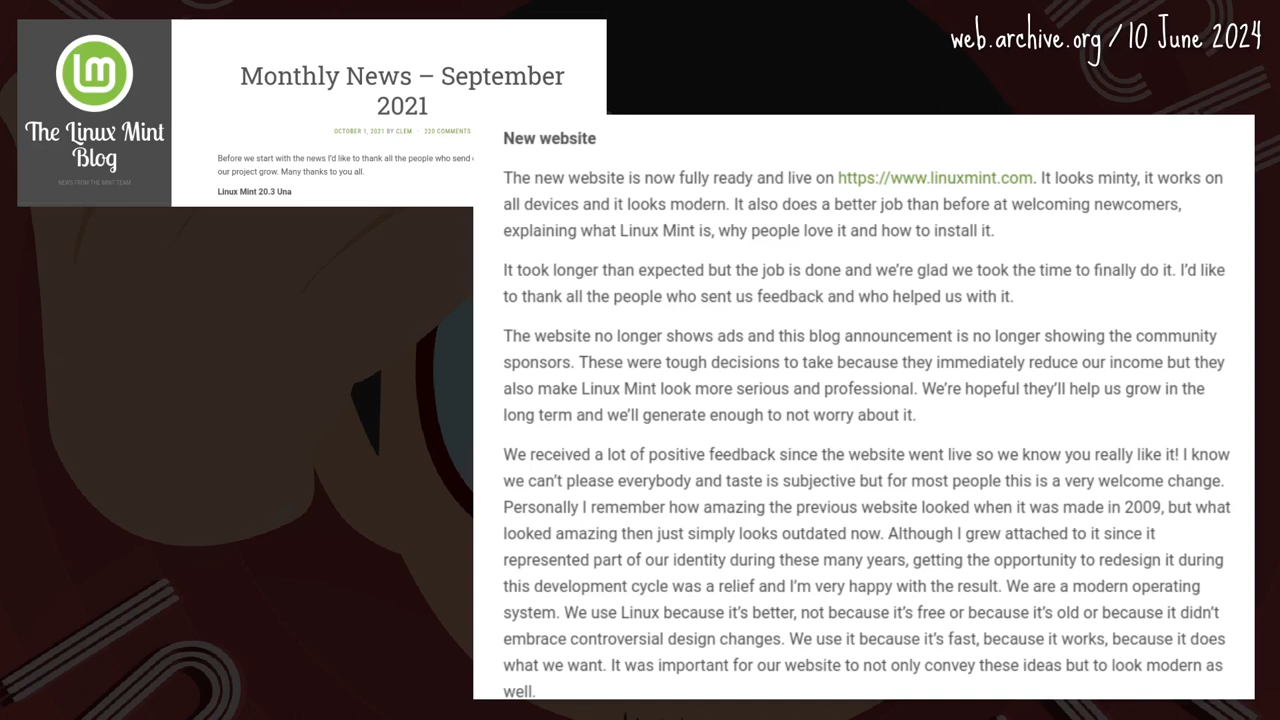 web.archive.org / 10 June 2024
The Linux Mint
Blog
NEWS FROM THE MINT TEAM
Monthly News – September
2021
OCTOBER 1, 2021 BY CLEM · 220 COMMENTS
Before we start with the news I'd like to thank all the people who send
our project grow. Many thanks to you all.
Linux Mint 20.3 Una
New website
The new website is now fully ready and live on https://www.linuxmint.com. It looks minty, it works on
all devices and it looks modern. It also does a better job than before at welcoming newcomers,
explaining what Linux Mint is, why people love it and how to install it.
It took longer than expected but the job is done and we're glad we took the time to finally do it. I'd like
to thank all the people who sent us feedback and who helped us with it.
The website no longer shows ads and this blog announcement is no longer showing the community
sponsors. These were tough decisions to take because they immediately reduce our income but they
also make Linux Mint look more serious and professional. We're hopeful they'll help us grow in the
long term and we'll generate enough to not worry about it.
We received a lot of positive feedback since the website went live so we know you really like it! I know
we can't please everybody and taste is subjective but for most people this is a very welcome change.
Personally I remember how amazing the previous website looked when it was made in 2009, but what
looked amazing then just simply looks outdated now. Although I grew attached to it since it
represented part of our identity during these many years, getting the opportunity to redesign it during
this development cycle was a relief and I'm very happy with the result. We are a modern operating
system. We use Linux because it's better, not because it's free or because it's old or because it didn't
embrace controversial design changes. We use it because it's fast, because it works, because it does
what we want. It was important for our website to not only convey these ideas but to look modern as
well.